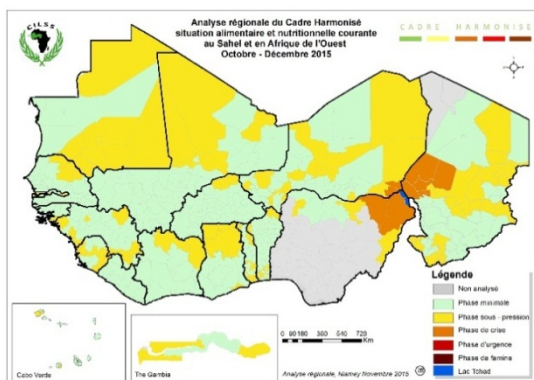 CILSS
Analyse régionale du Cadre Harmonisé
situation alimentaire et nutritionnelle courante
au Sahel et en Afrique de l'Ouest
Octobre - Décembre 2015
CADRE HARMONISE
Légende
Non analysé
Phase minimale
Phase sous - pression
Phase de crise
Phase d'urgence
Phase de famine
Lac Tchad
0 90 180 360 540 720
Km
Cabo Verde
The Gambia
Analyse régionale, Niamey Novembre 2015